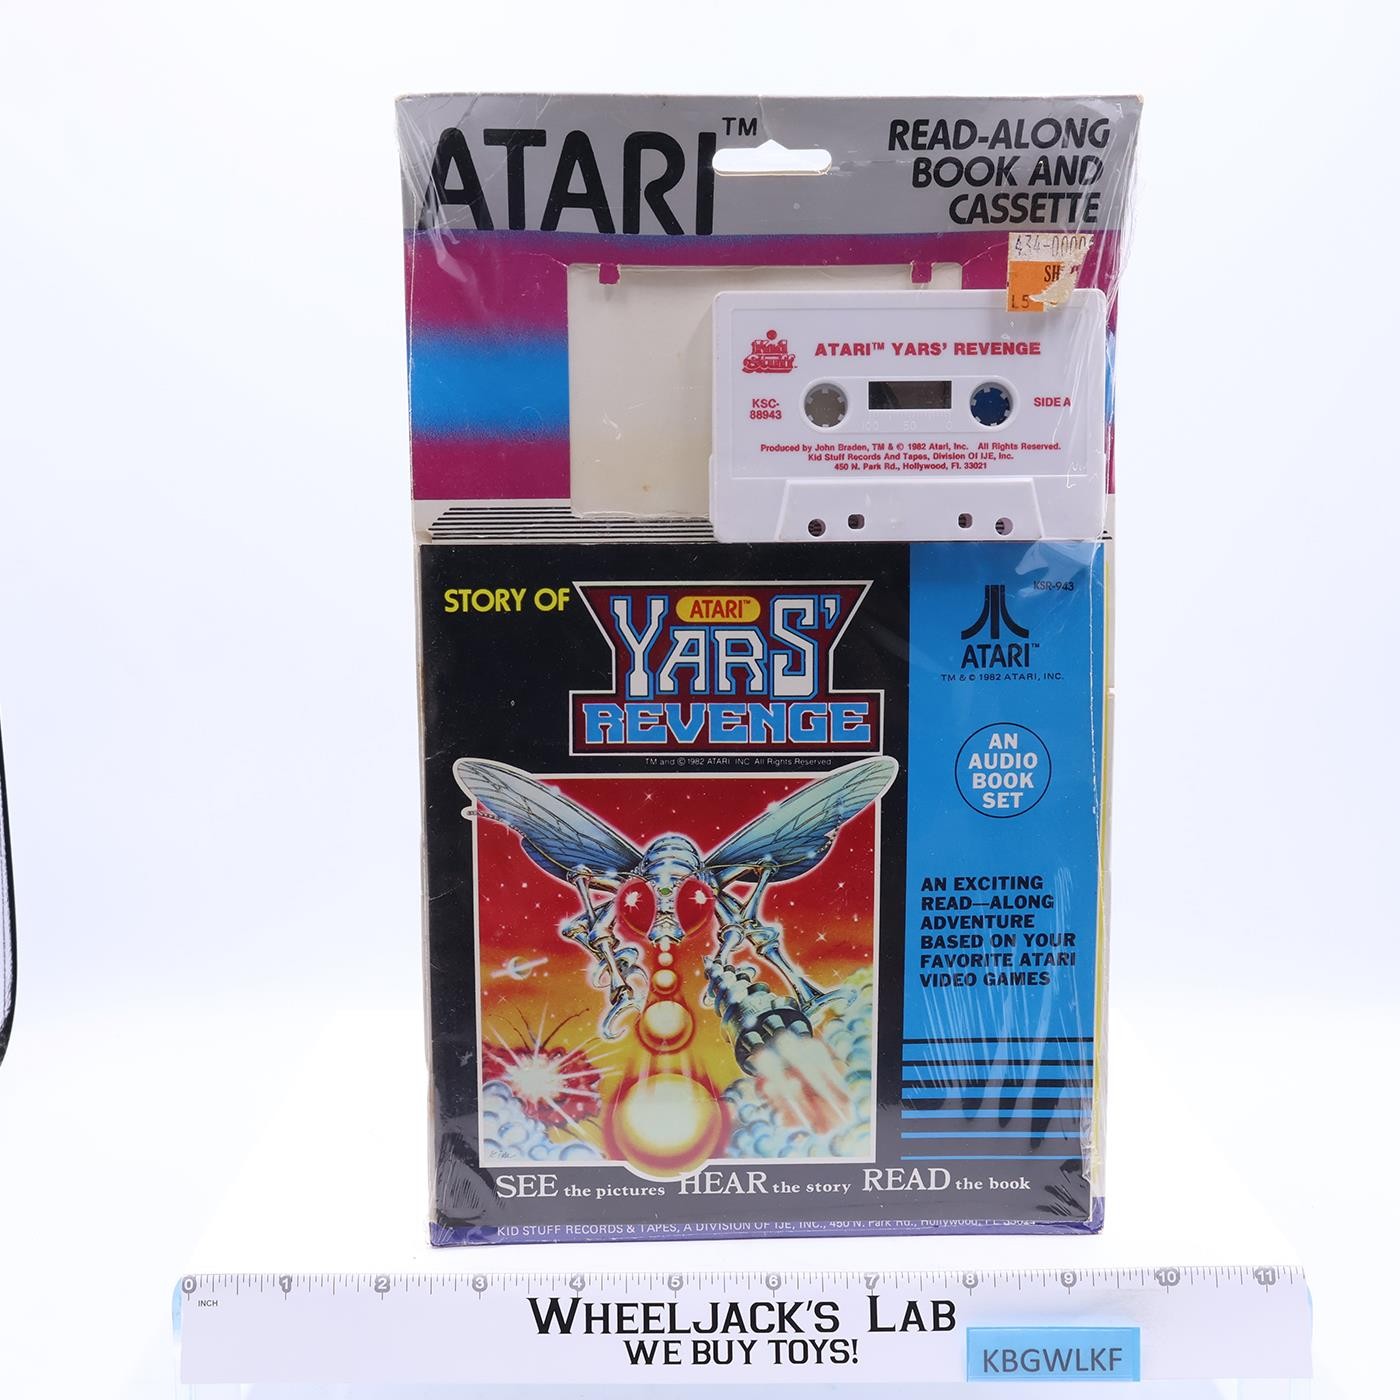 ATARI™
READ-ALONG
BOOK AND
CASSETTE
434-0000
L5
Kid
Stuff
ATARI™ YARS' REVENGE
KSC-
88943
SIDE A
100 50 0
Produced by John Braden, TM & © 1982 Atari, Inc. All Rights Reserved.
Kid Stuff Records And Tapes, Division Of IJE, Inc.
450 N. Park Rd., Hollywood, Fl. 33021
STORY OF
ATARI™
YARS'
REVENGE
TM and © 1982 ATARI INC All Rights Reserved
KSR-943
ATARI™
TM & © 1982 ATARI, INC.
AN
AUDIO
BOOK
SET
AN EXCITING
READ—ALONG
ADVENTURE
BASED ON YOUR
FAVORITE ATARI
VIDEO GAMES
SEE the pictures HEAR the story READ the book
KID STUFF RECORDS & TAPES, A DIVISION OF IJE, INC., 450 N. Park Rd., Hollywood, FL
0 1 2 3 4 5 6 7 8 9 10 11
INCH
WHEELJACK'S LAB
WE BUY TOYS!
KBGWLKF